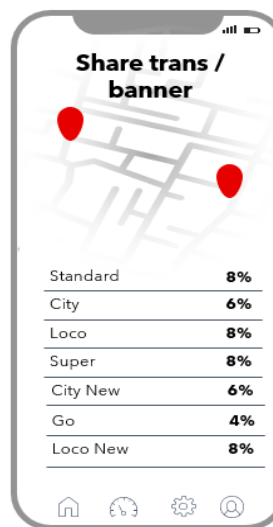 Share trans /
banner
Standard 8%
City 6%
Loco 8%
Super 8%
City New 6%
Go 4%
Loco New 8%